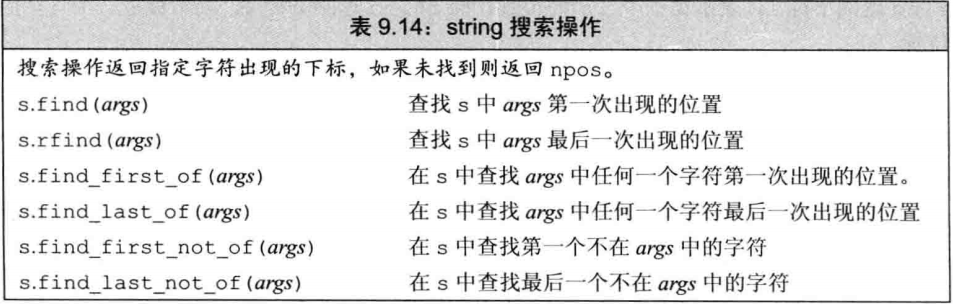 表 9.14：string 搜索操作
搜索操作返回指定字符出现的下标，如果未找到则返回 npos。
s.find(args) 查找 s 中 args 第一次出现的位置
s.rfind(args) 查找 s 中 args 最后一次出现的位置
s.find_first_of(args) 在 s 中查找 args 中任何一个字符第一次出现的位置。
s.find_last_of(args) 在 s 中查找 args 中任何一个字符最后一次出现的位置
s.find_first_not_of(args) 在 s 中查找第一个不在 args 中的字符
s.find_last_not_of(args) 在 s 中查找最后一个不在 args 中的字符